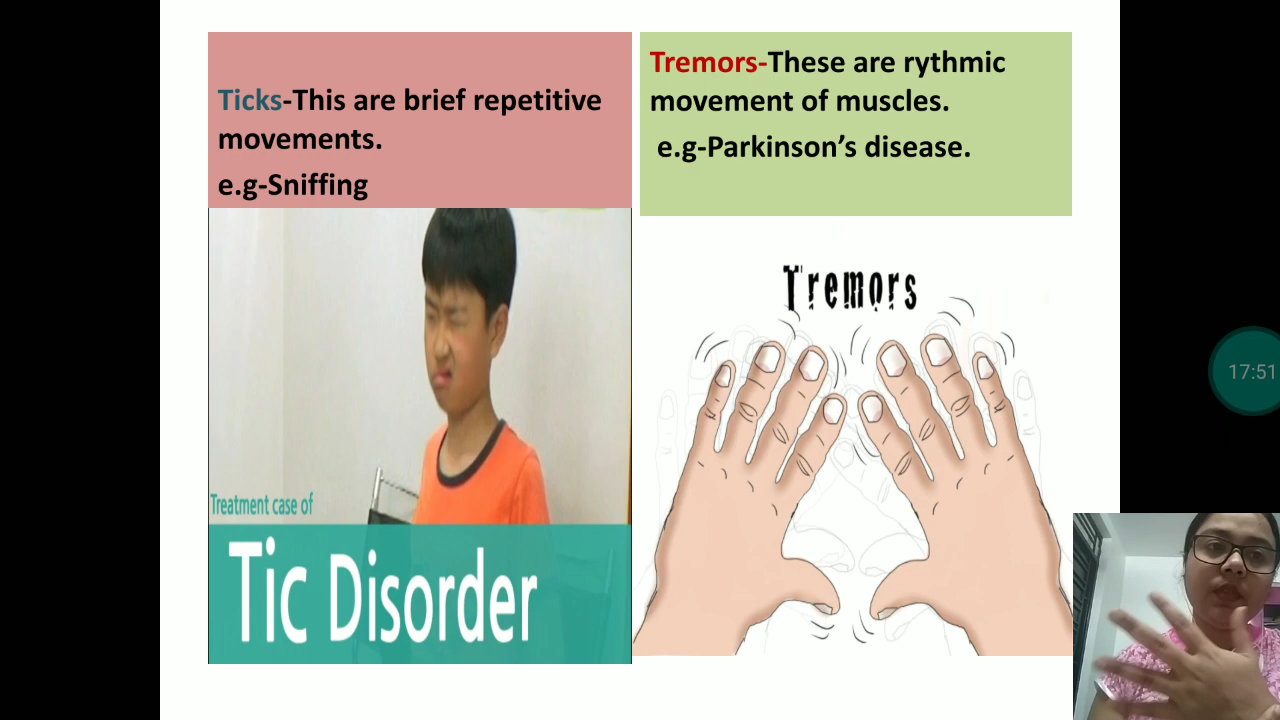 Ticks-This are brief repetitive
movements.
e.g-Sniffing
Treatment case of
Tic Disorder
Tremors-These are rythmic
movement of muscles.
e.g-Parkinson’s disease.
Tremors
17:51